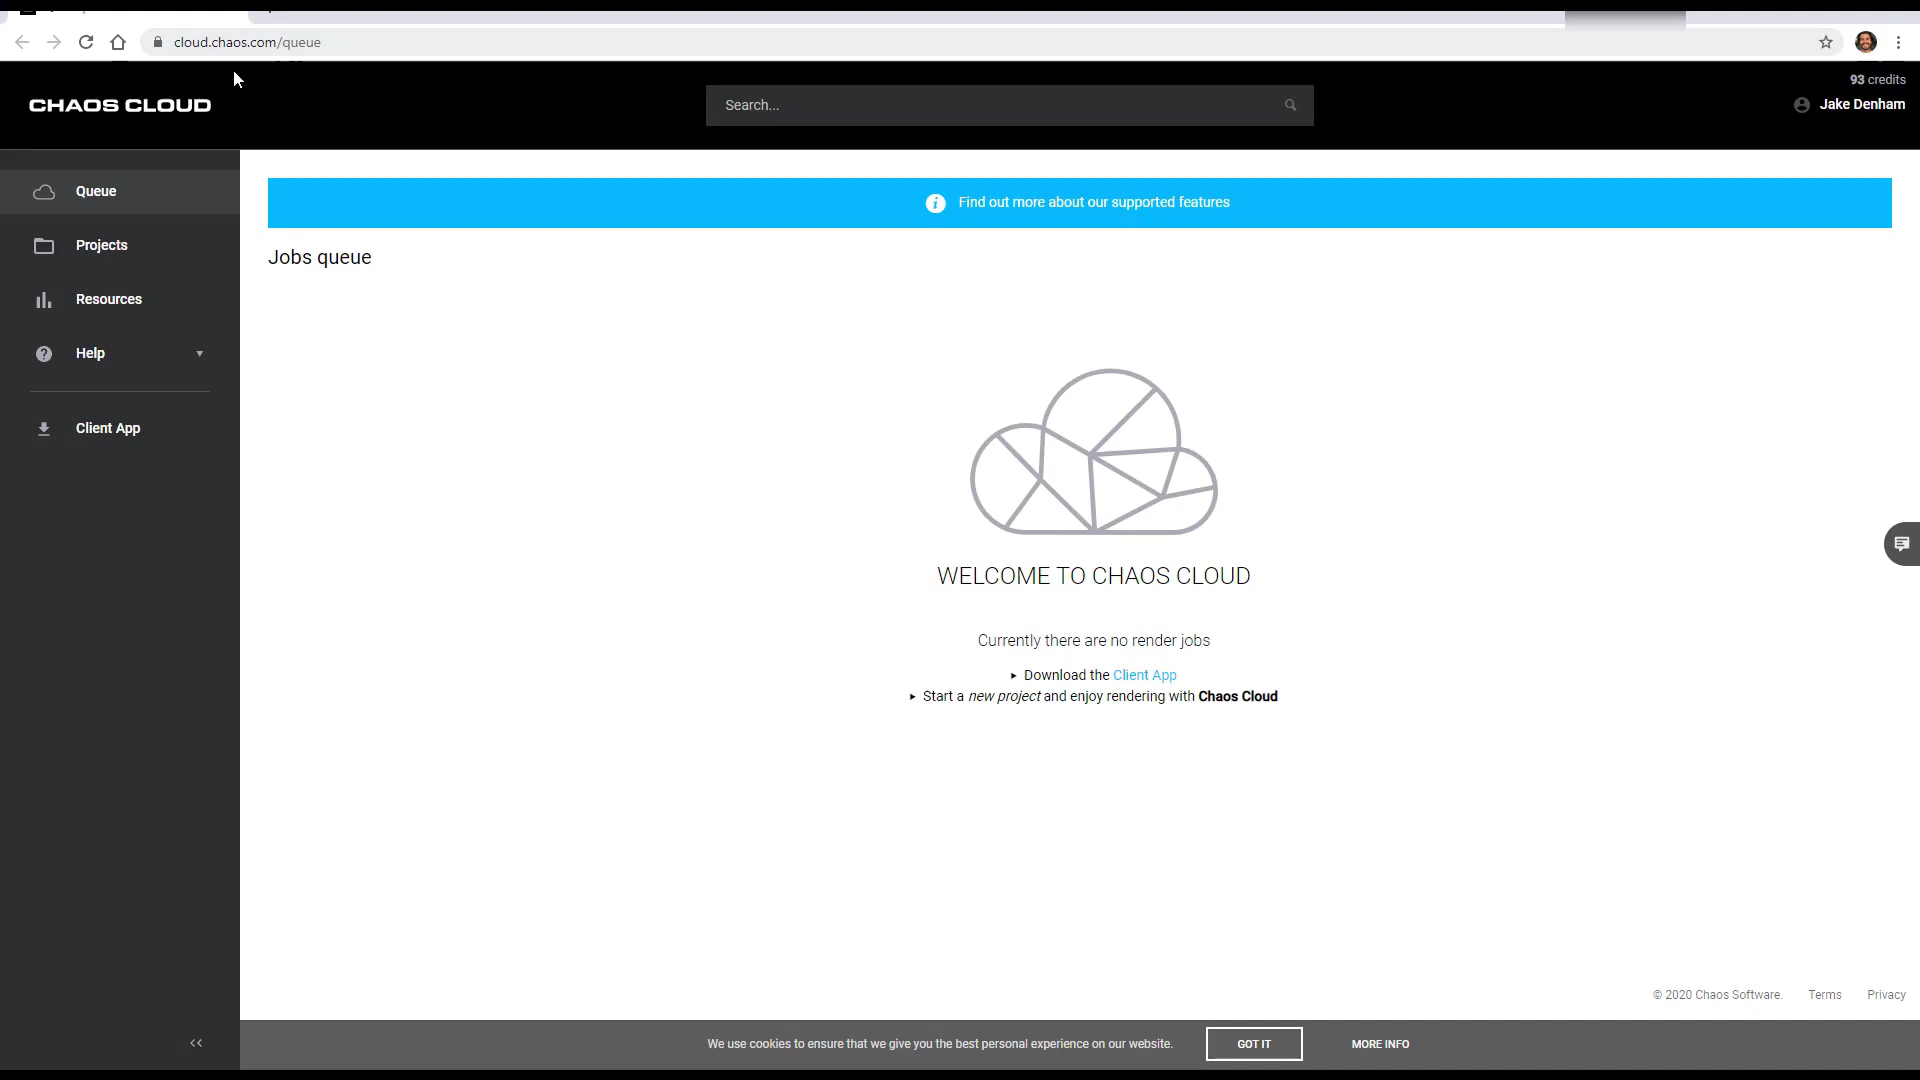 cloud.chaos.com/queue
93 credits
CHAOS CLOUD
Search...
Jake Denham
Queue
Projects
Resources
Help
Client App
Find out more about our supported features
Jobs queue
WELCOME TO CHAOS CLOUD
Currently there are no render jobs
Download the Client App
Start a new project and enjoy rendering with Chaos Cloud
© 2020 Chaos Software.
Terms
Privacy
We use cookies to ensure that we give you the best personal experience on our website.
GOT IT
MORE INFO